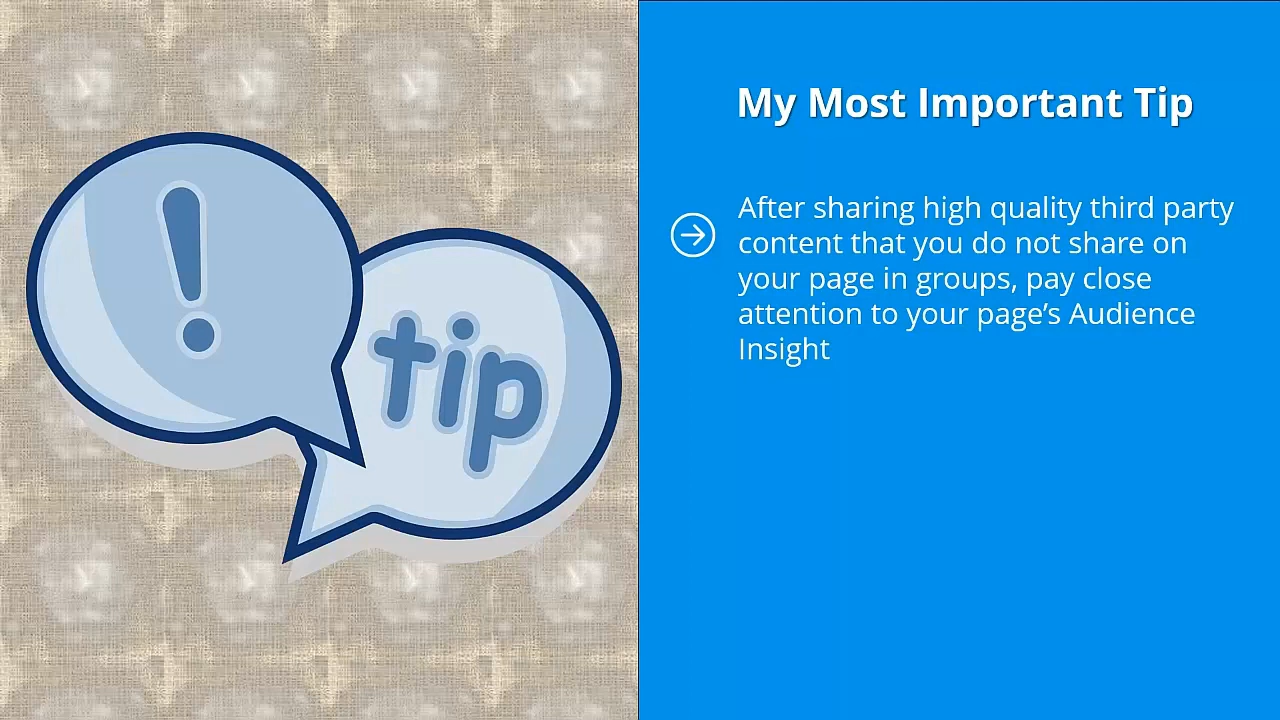 !
tip
My Most Important Tip
After sharing high quality third party
content that you do not share on
your page in groups, pay close
attention to your page’s Audience
Insight